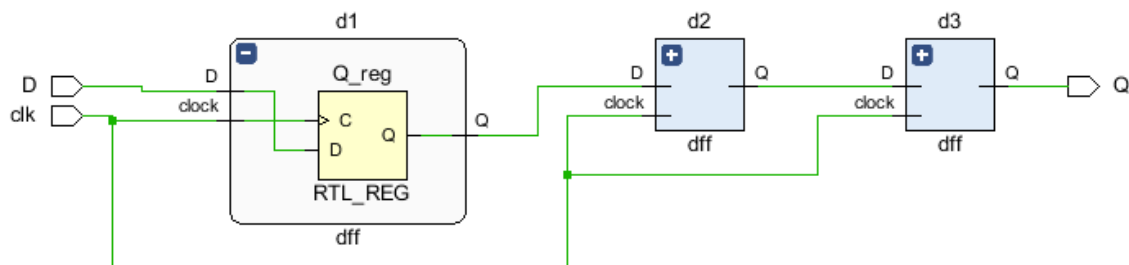 d1
d2
d3
D
clk
D
clock
Q_reg
C
D
Q
RTL_REG
Q
dff
D
clock
Q
dff
D
clock
Q
dff
Q